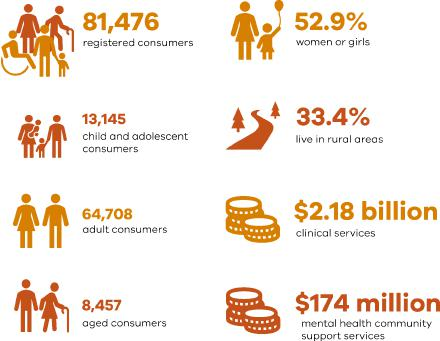 81,476
registered consumers
52.9%
women or girls
13,145
child and adolescent
consumers
33.4%
live in rural areas
64,708
adult consumers
$2.18 billion
clinical services
8,457
aged consumers
$174 million
mental health community
support services